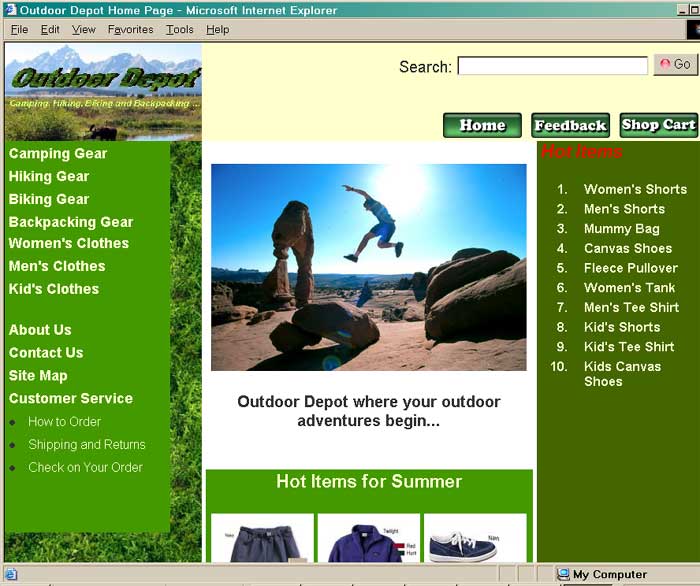 Outdoor Depot Home Page - Microsoft Internet Explorer
File Edit View Favorites Tools Help
Outdoor Depot
Camping, Hiking, Biking and Backpacking ...
Search:
Go
Home
Feedback
Shop Cart
Camping Gear
Hiking Gear
Biking Gear
Backpacking Gear
Women's Clothes
Men's Clothes
Kid's Clothes
About Us
Contact Us
Site Map
Customer Service
How to Order
Shipping and Returns
Check on Your Order
Outdoor Depot where your outdoor
adventures begin...
Hot Items for Summer
Navy
Twilight
Red
Hunt
Navy
Hot Items
1. Women's Shorts
2. Men's Shorts
3. Mummy Bag
4. Canvas Shoes
5. Fleece Pullover
6. Women's Tank
7. Men's Tee Shirt
8. Kid's Shorts
9. Kid's Tee Shirt
10. Kids Canvas
Shoes
My Computer